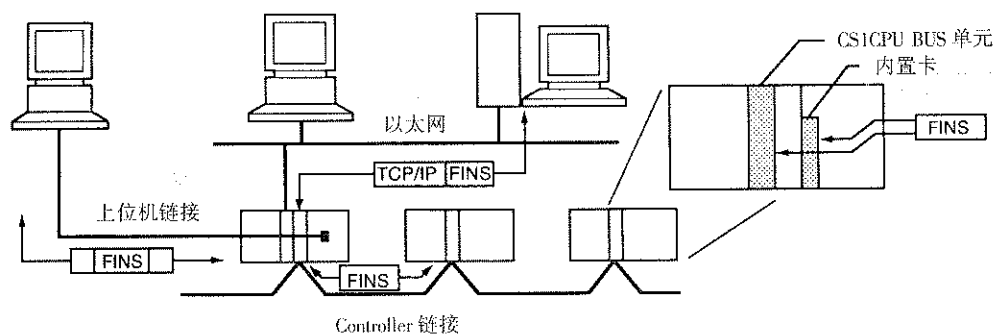 CS1CPU BUS 单元
内置卡
FINS
以太网
TCP/IP FINS
上位机链接
FINS
FINS
Controller 链接